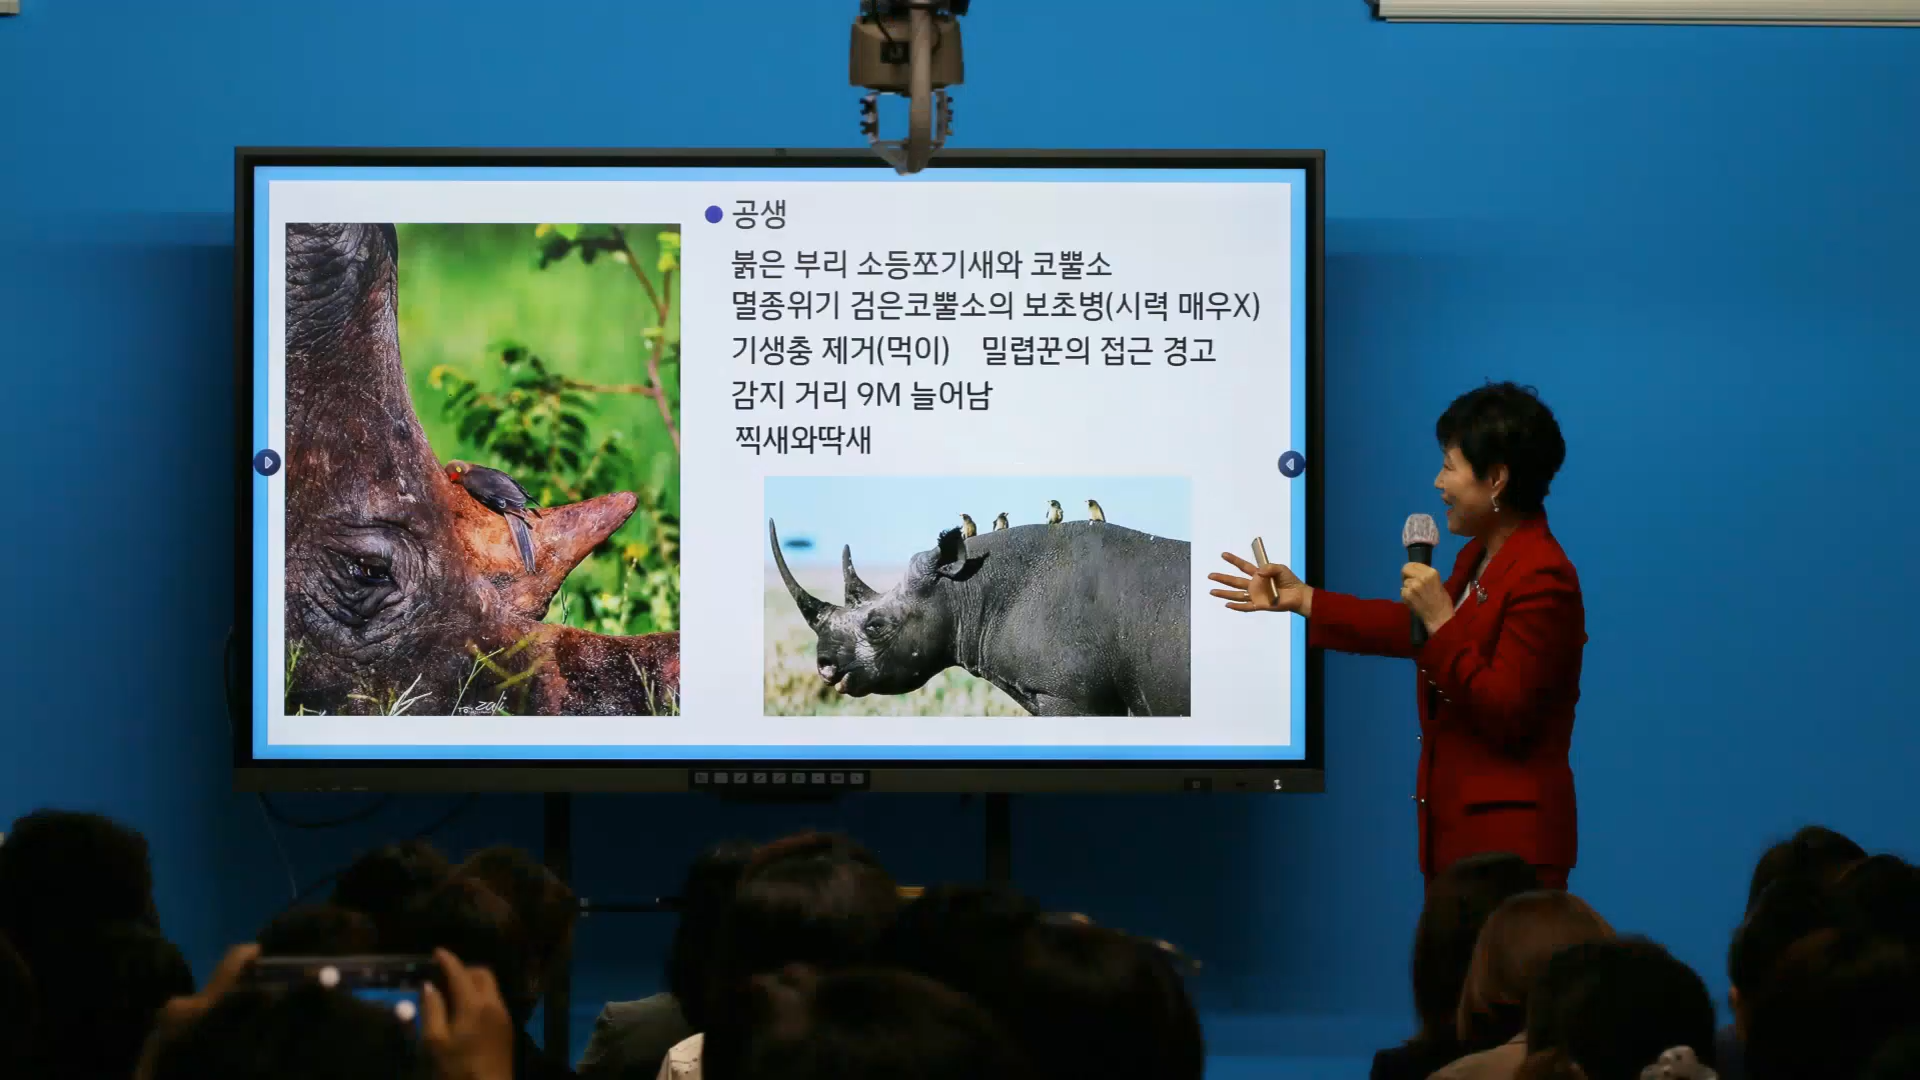 공생
붉은 부리 소등쪼기새와 코뿔소
멸종위기 검은코뿔소의 보초병(시력 매우X)
기생충 제거(먹이) 밀렵꾼의 접근 경고
감지 거리 9M 늘어남
찍새와딱새